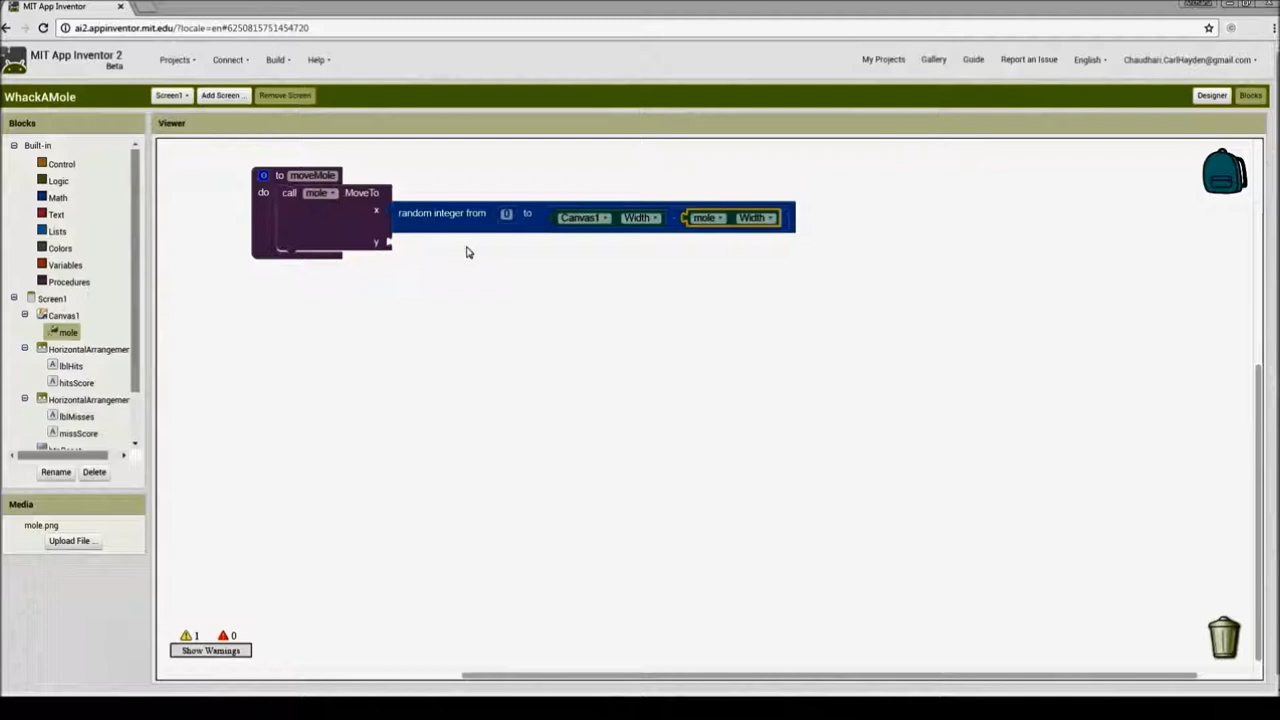 MIT App Inventor
ai2.appinventor.mit.edu/?locale=en#6250815751454720
MIT App Inventor 2
Beta
Projects
Connect
Build
Help
My Projects
Gallery
Guide
Report an Issue
English
Chaudhari.CarlHayden@gmail.com
WhackAMole
Screen1
Add Screen ...
Remove Screen
Designer
Blocks
Blocks
Viewer
Built-in
Control
Logic
Math
Text
Lists
Colors
Variables
Procedures
Screen1
Canvas1
mole
HorizontalArrangemer
lblHits
hitsScore
HorizontalArrangemer
lblMisses
missScore
Rename
Delete
Media
mole.png
Upload File ...
to moveMole
do call mole . MoveTo
x random integer from 0 to Canvas1 . Width - mole . Width
y
1 0
Show Warnings